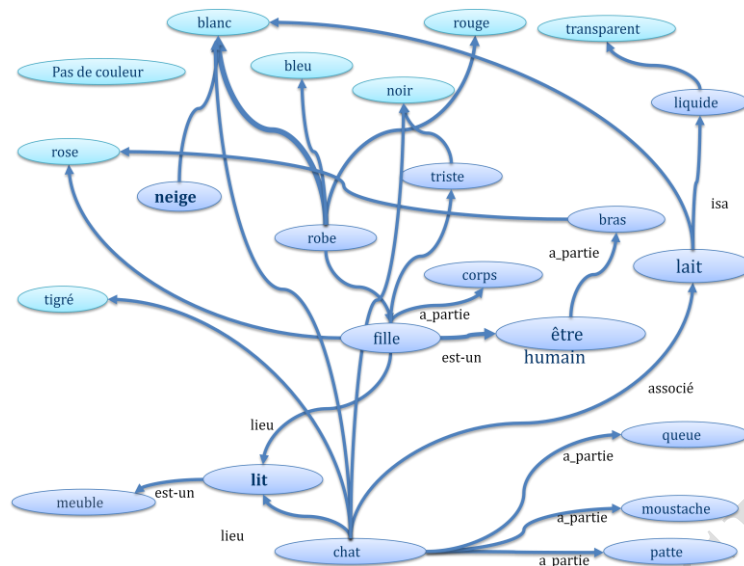 blanc
rouge
transparent
Pas de couleur
bleu
noir
liquide
rose
triste
neige
robe
bras
isa
a_partie
lait
corps
tigré
a_partie
fille
est-un
être
humain
associé
lieu
queue
a_partie
lit
est-un
meuble
moustache
a_partie
lieu
chat
patte
a_partie